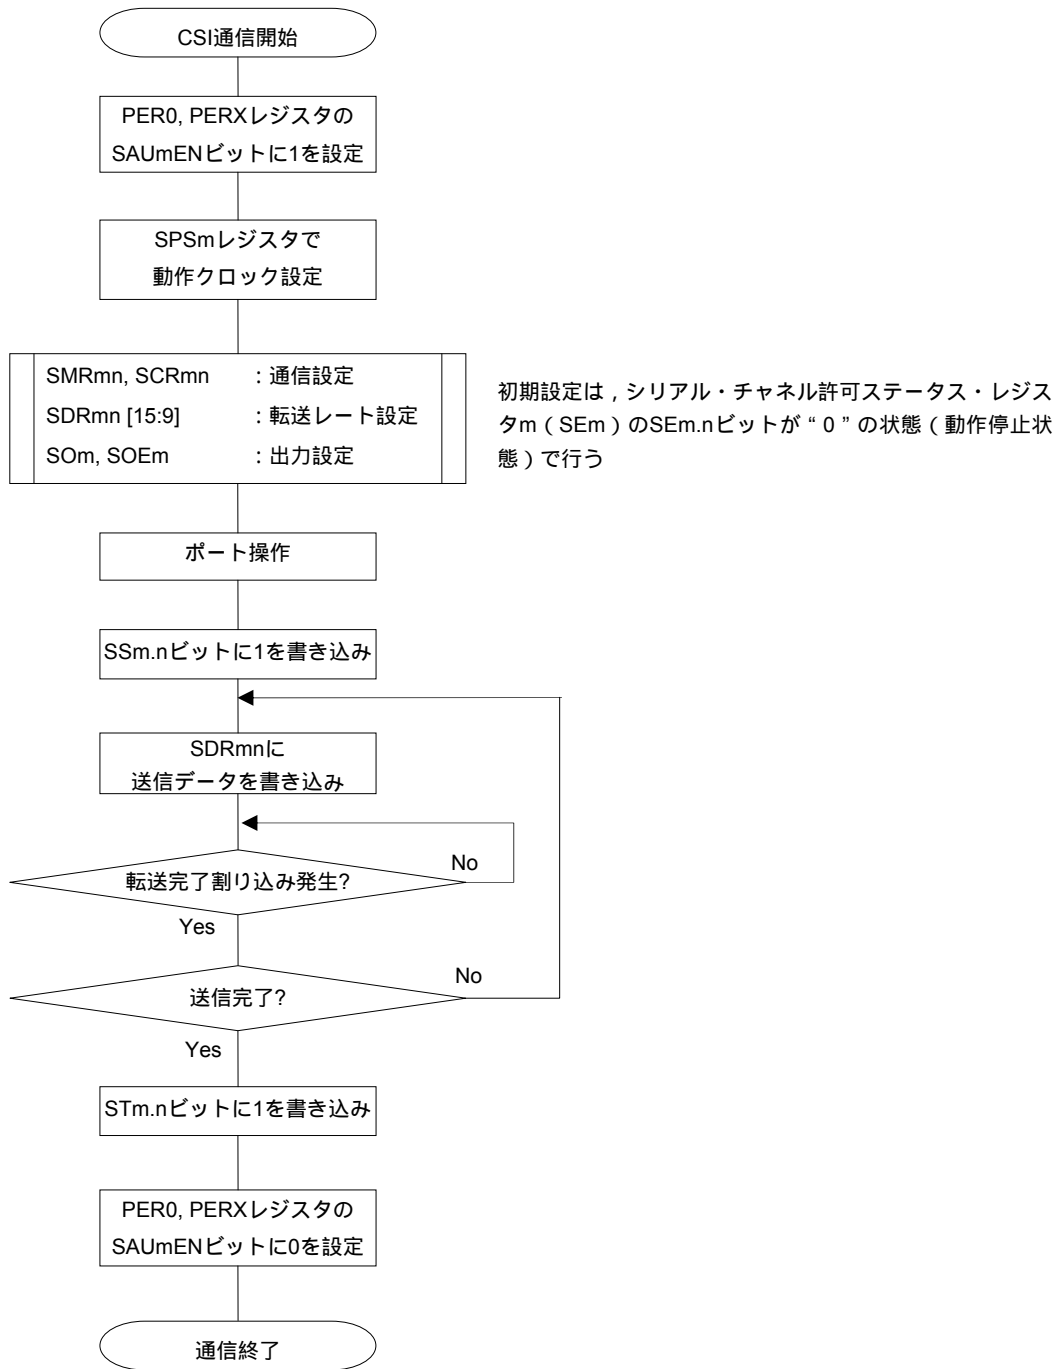 CSI通信開始
PER0, PERXレジスタの
SAUmENビットに1を設定
SPSmレジスタで
動作クロック設定
SMRmn, SCRmn ：通信設定
SDRmn [15:9] ：転送レート設定
SOm, SOEm ：出力設定
初期設定は，シリアル・チャネル許可ステータス・レジス
タm（SEm）のSEm.nビットが“0”の状態（動作停止状
態）で行う
ポート操作
SSm.nビットに1を書き込み
SDRmnに
送信データを書き込み
No
転送完了割り込み発生?
Yes
No
送信完了?
Yes
STm.nビットに1を書き込み
PER0, PERXレジスタの
SAUmENビットに0を設定
通信終了